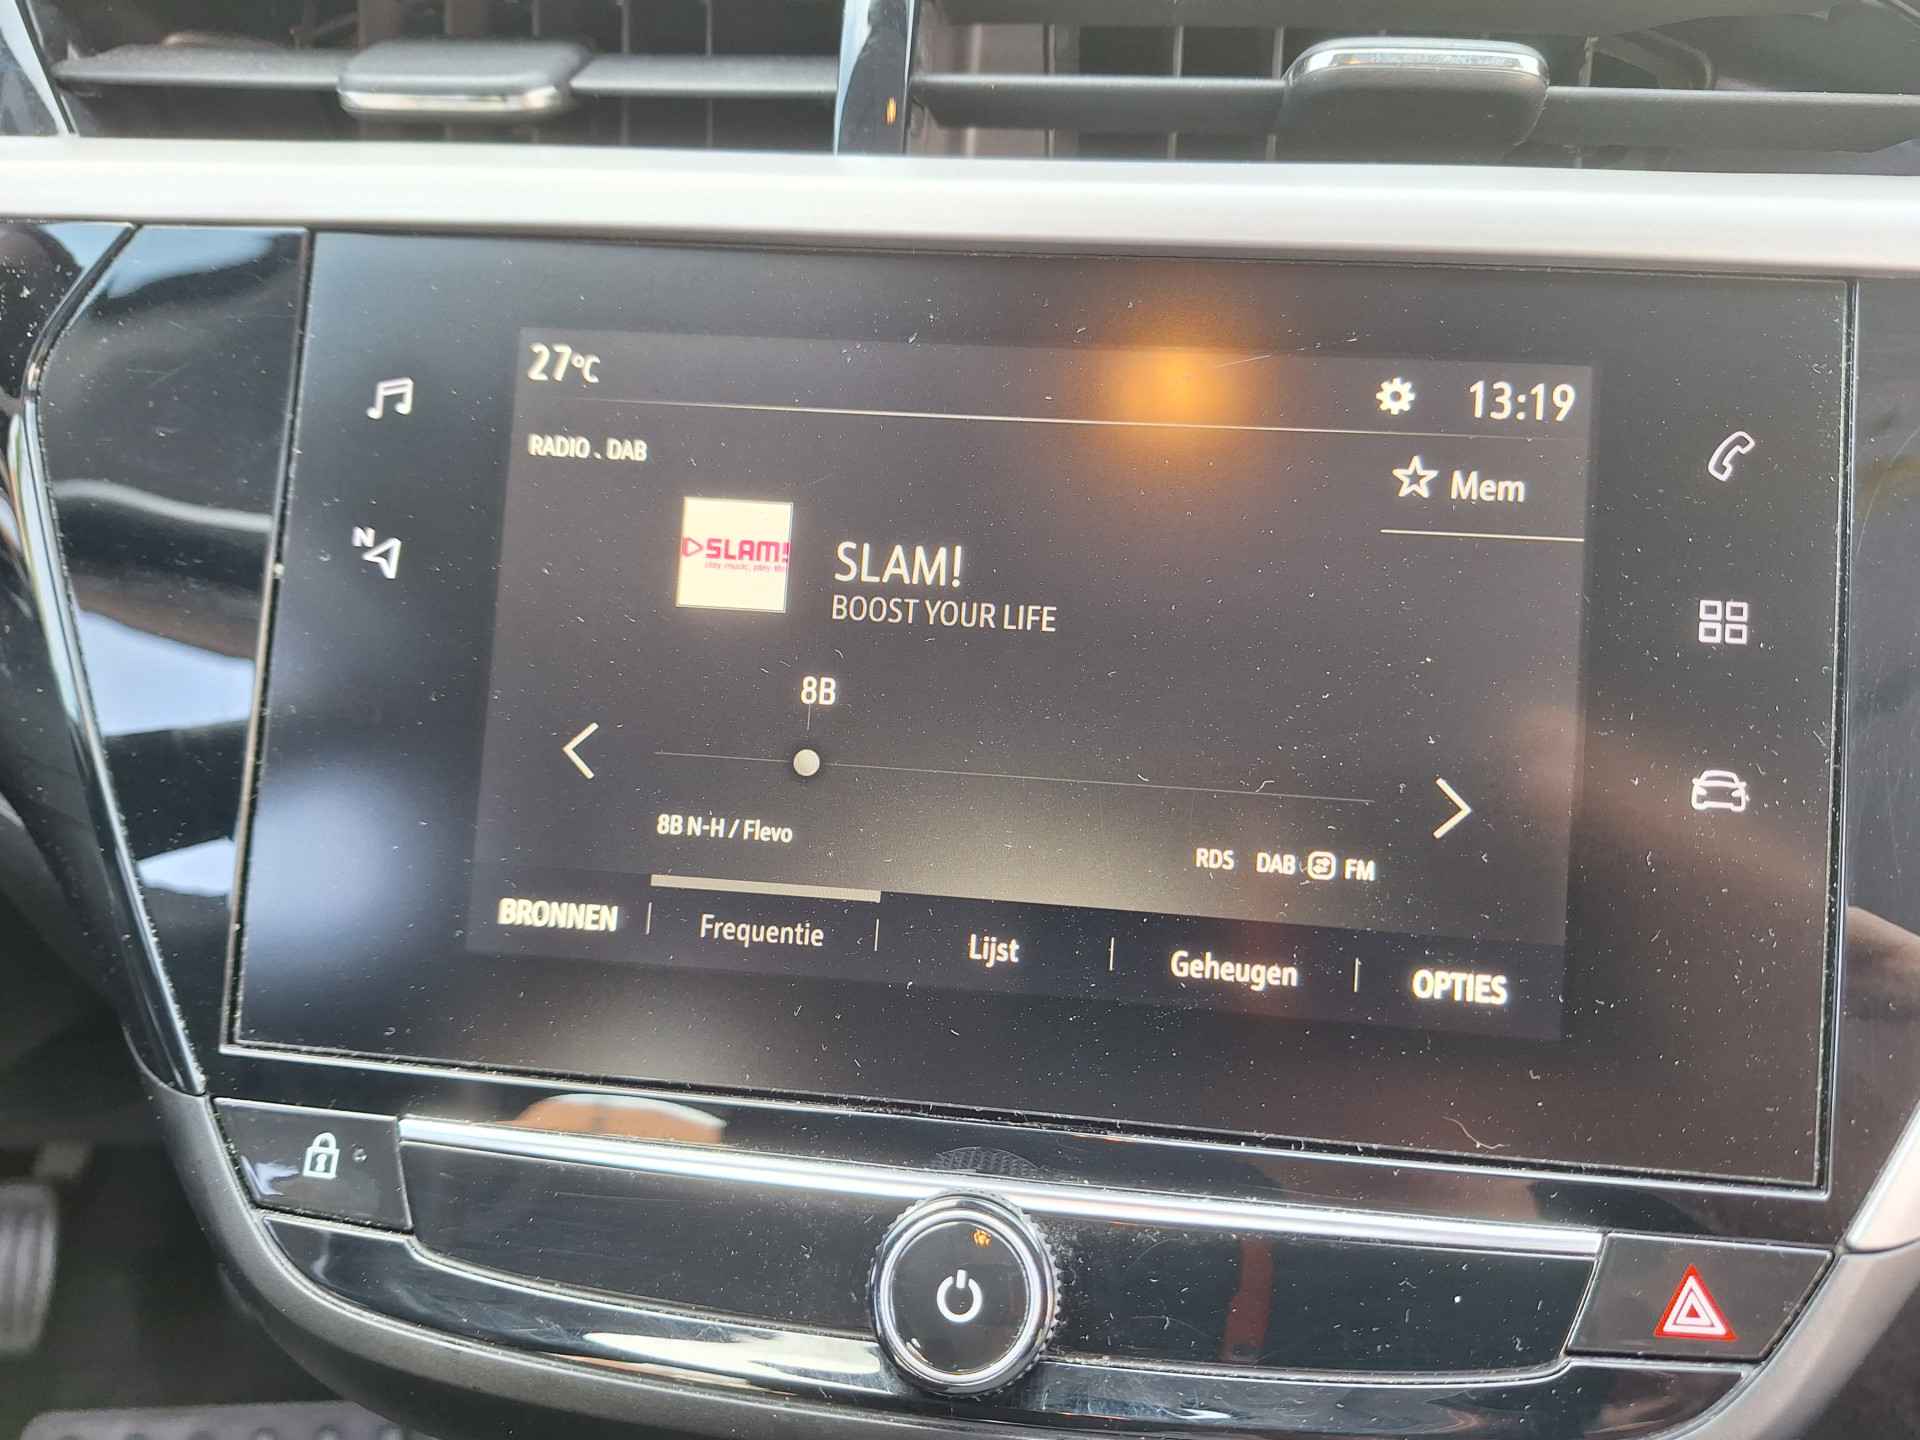 27°C
13:19
RADIO . DAB
Mem
SLAM!
SLAM!
BOOST YOUR LIFE
8B
N
8B N-H / Flevo
RDS DAB FM
BRONNEN Frequentie Lijst Geheugen OPTIES